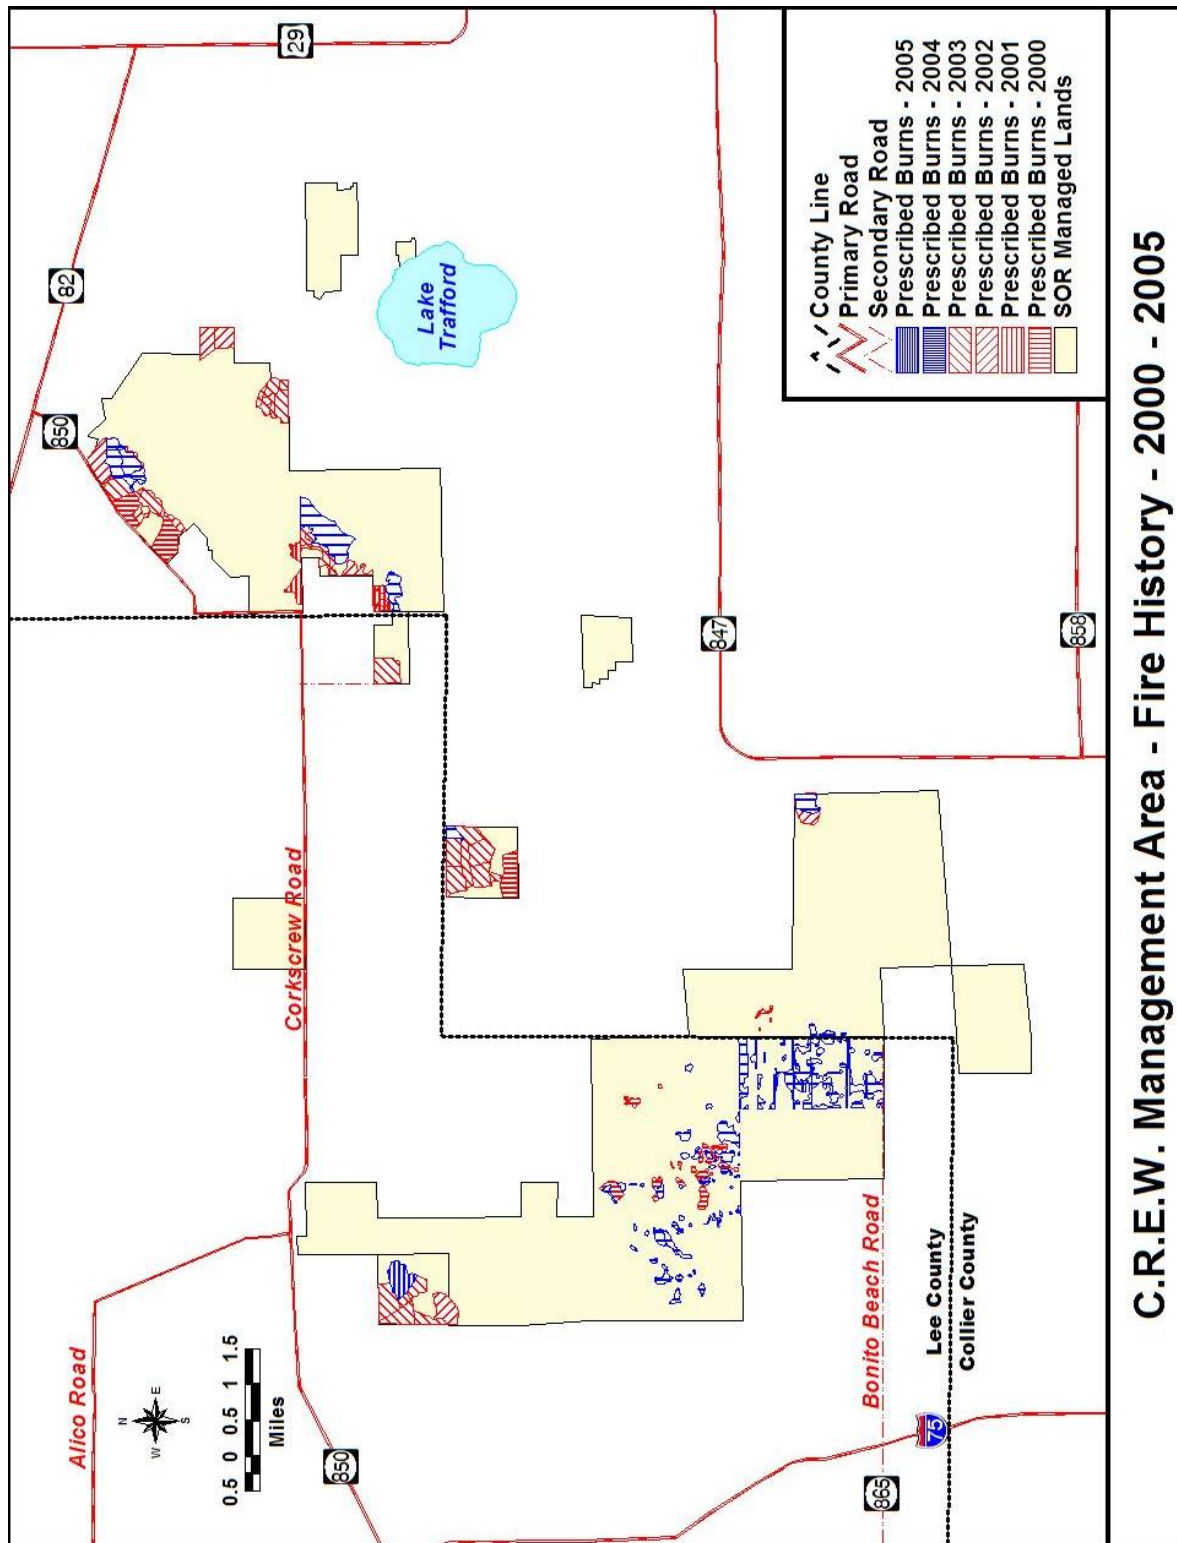 29
82
850
Lake
Trafford
Corkscrew Road
847
858
Alico Road
N
W E
S
0.5 0 0.5 1 1.5
Miles
850
Bonito Beach Road
865
75
Lee County
Collier County
County Line
Primary Road
Secondary Road
Prescribed Burns - 2005
Prescribed Burns - 2004
Prescribed Burns - 2003
Prescribed Burns - 2002
Prescribed Burns - 2001
Prescribed Burns - 2000
SOR Managed Lands
C.R.E.W. Management Area - Fire History - 2000 - 2005